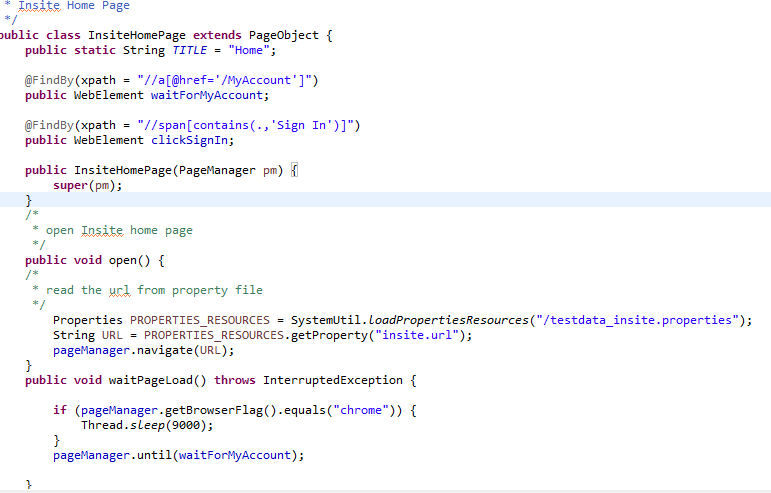 * Insite Home Page
*/
public class InsiteHomePage extends PageObject {
public static String TITLE = "Home";
@FindBy(xpath = "//a[@href='/MyAccount']")
public WebElement waitForMyAccount;
@FindBy(xpath = "//span[contains(.,'Sign In')]")
public WebElement clickSignIn;
public InsiteHomePage(PageManager pm) {
super(pm);
}
/*
* open Insite home page
*/
public void open() {
/*
* read the url from property file
*/
Properties PROPERTIES_RESOURCES = SystemUtil.loadPropertiesResources("/testdata_insite.properties");
String URL = PROPERTIES_RESOURCES.getProperty("insite.url");
pageManager.navigate(URL);
}
public void waitPageLoad() throws InterruptedException {
if (pageManager.getBrowserFlag().equals("chrome")) {
Thread.sleep(9000);
}
pageManager.until(waitForMyAccount);
}